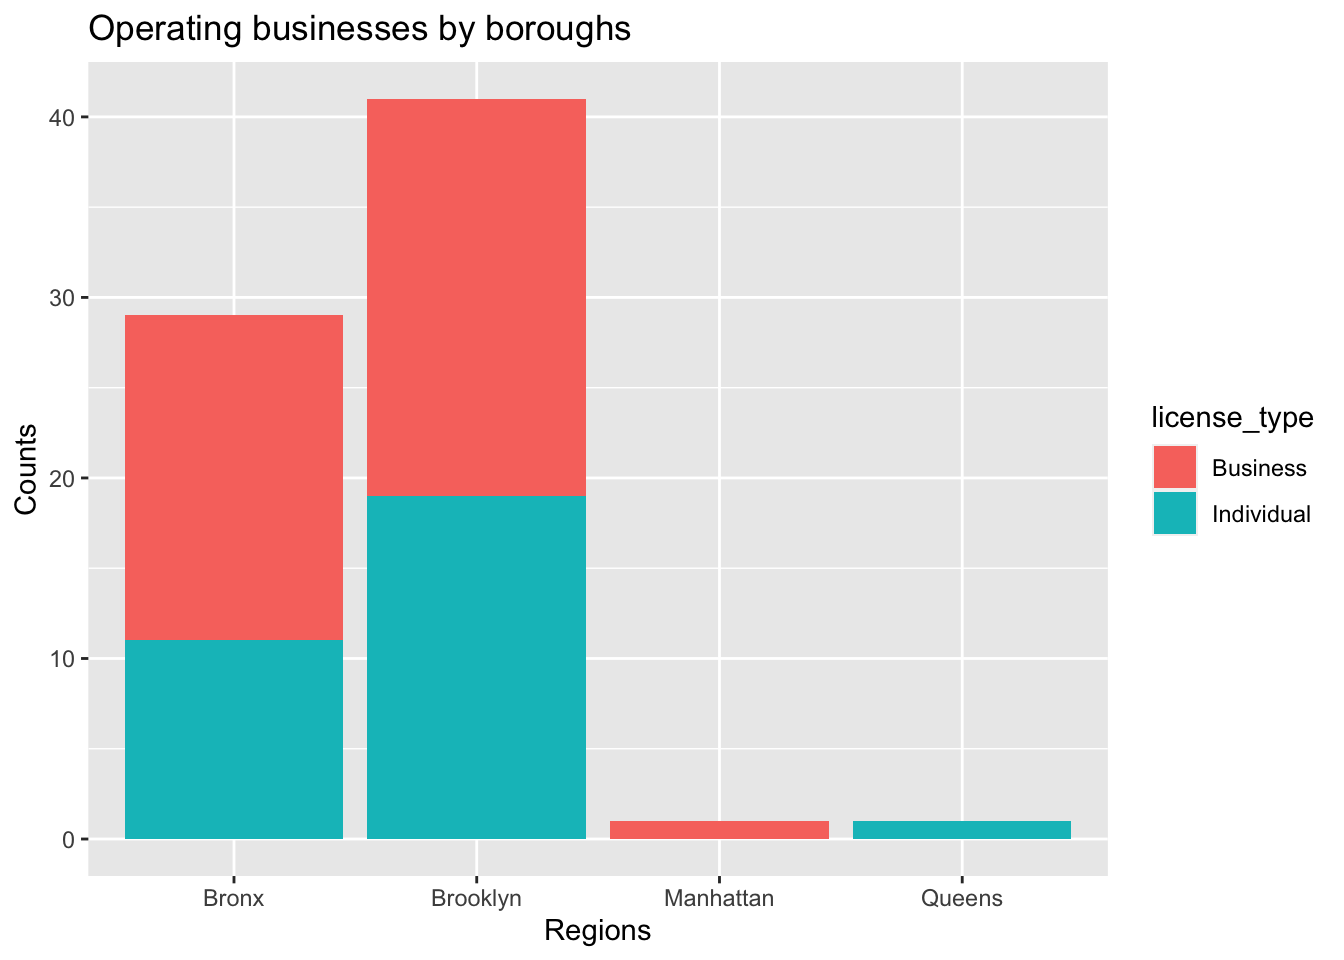 Operating businesses by boroughs
Counts
40
30
20
10
0
Bronx
Brooklyn
Manhattan
Queens
Regions
license_type
Business
Individual